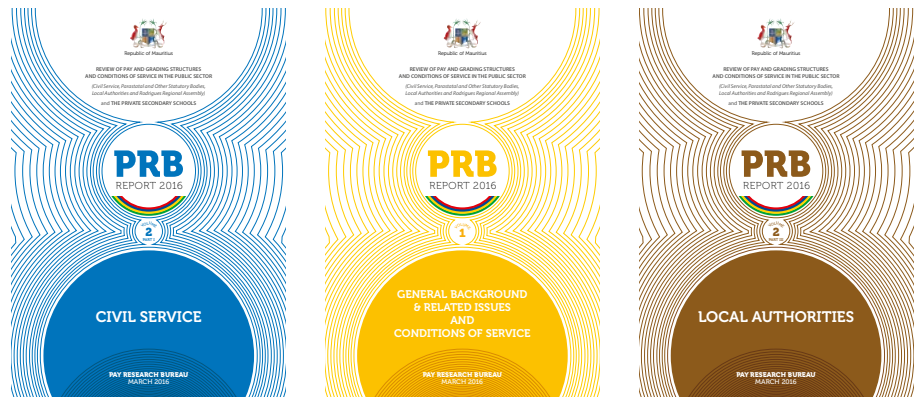 Republic of Mauritius
REVIEW OF PAY AND GRADING STRUCTURES
AND CONDITIONS OF SERVICE IN THE PUBLIC SECTOR
(Civil Service, Parastatal and Other Statutory Bodies,
Local Authorities and Rodrigues Regional Assembly)
and THE PRIVATE SECONDARY SCHOOLS
PRB
REPORT 2016
VOLUME
2
PART I
CIVIL SERVICE
PAY RESEARCH BUREAU
MARCH 2016
Republic of Mauritius
REVIEW OF PAY AND GRADING STRUCTURES
AND CONDITIONS OF SERVICE IN THE PUBLIC SECTOR
(Civil Service, Parastatal and Other Statutory Bodies,
Local Authorities and Rodrigues Regional Assembly)
and THE PRIVATE SECONDARY SCHOOLS
PRB
REPORT 2016
VOLUME
1
GENERAL BACKGROUND
& RELATED ISSUES
AND
CONDITIONS OF SERVICE
PAY RESEARCH BUREAU
MARCH 2016
Republic of Mauritius
REVIEW OF PAY AND GRADING STRUCTURES
AND CONDITIONS OF SERVICE IN THE PUBLIC SECTOR
(Civil Service, Parastatal and Other Statutory Bodies,
Local Authorities and Rodrigues Regional Assembly)
and THE PRIVATE SECONDARY SCHOOLS
PRB
REPORT 2016
VOLUME
2
PART III
LOCAL AUTHORITIES
PAY RESEARCH BUREAU
MARCH 2016